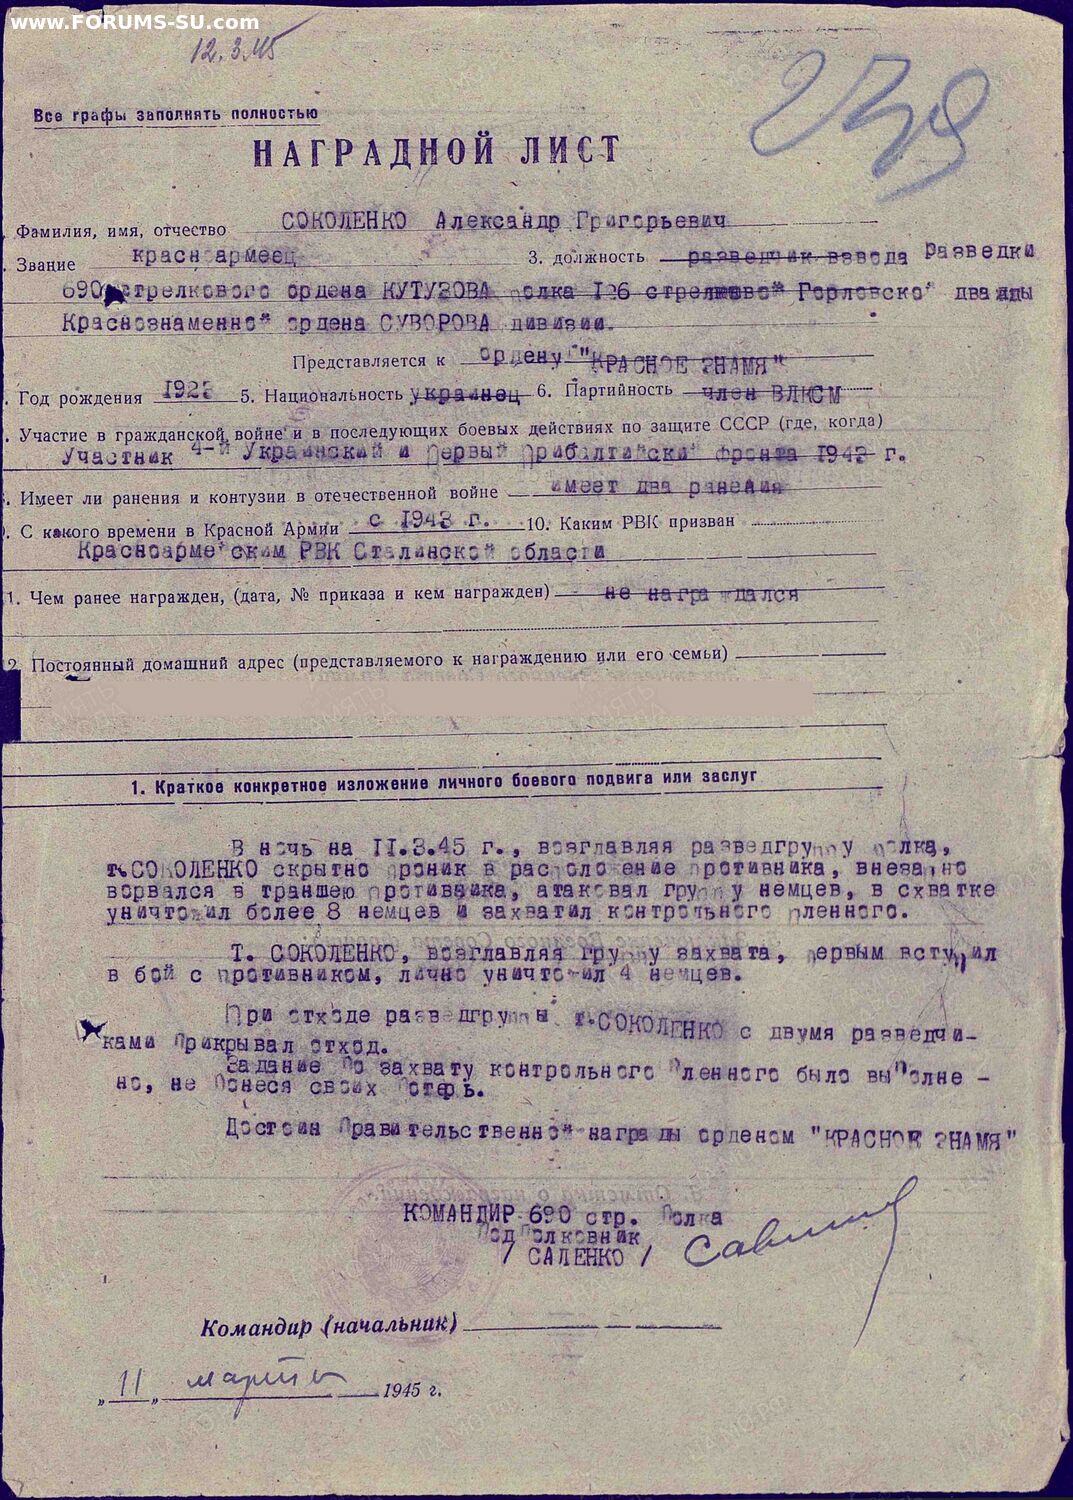 www.FORUMS-SU.com
12.3.45
239
Все графы заполнять полностью
НАГРАДНОЙ ЛИСТ
Фамилия, имя, отчество СОКОЛЕНКО Александр Григорьевич
. Звание красноармеец 3. должность разведчик взвода Разведки
690 стрелкового ордена КУТУЗОВА полка 126 стрелковой Горловской дважды
Краснознаменной ордена СУВОРОВА дивизии.
Представляется к ордену "КРАСНОЕ ЗНАМЯ"
. Год рождения 1923 5. Национальность украинец 6. Партийность член ВЛКСМ
. Участие в гражданской войне и в последующих боевых действиях по защите СССР (где, когда)
Участник 4-й Украинский и Первый Прибалтийский фронта 1943 г.
. Имеет ли ранения и контузии в отечественной войне имеет два ранения
). С какого времени в Красной Армии с 1943 г. 10. Каким РВК призван
Красноармейским РВК Сталинской области
1. Чем ранее награжден, (дата, № приказа и кем награжден) не награждался
2. Постоянный домашний адрес (представляемого к награждению или его семьи)
1. Краткое конкретное изложение личного боевого подвига или заслуг
В ночь на 11.3.45 г., возглавляя разведгруппу полка,
т.СОКОЛЕНКО скрытно проник в расположение противника, внезапно
ворвался в траншею противника, атаковал группу немцев, в схватке
уничтожил более 8 немцев и захватил контрольного пленного.
Т. СОКОЛЕНКО, возглавляя группу захвата, первым вступил
в бой с противником, лично уничтожил 4 немцев.
При отходе разведгруппы т.СОКОЛЕНКО с двумя разведчи-
ками прикрывал отход.
Задание по захвату контрольного пленного было выполне-
но, не понеся своих потерь.
Достоин Правительственной награды орденом "КРАСНОЕ ЗНАМЯ"
КОМАНДИР 690 стр. Полка
Подполковник
/ САЛЕНКО /
Командир (начальник)
„ 11 „ марта 1945 г.